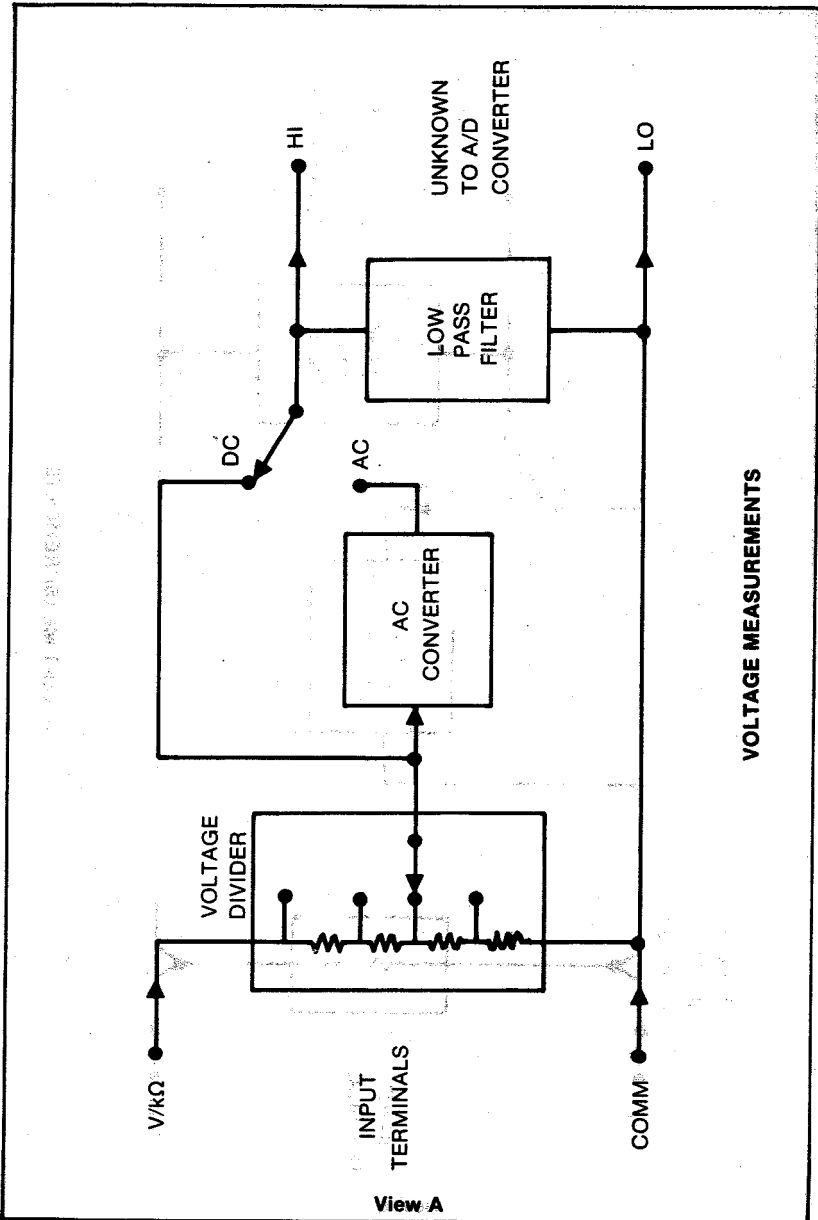 V/kΩ
INPUT
TERMINALS
COMM
VOLTAGE
DIVIDER
AC
CONVERTER
DC
AC
LOW
PASS
FILTER
HI
UNKNOWN
TO A/D
CONVERTER
LO
VOLTAGE MEASUREMENTS
View A